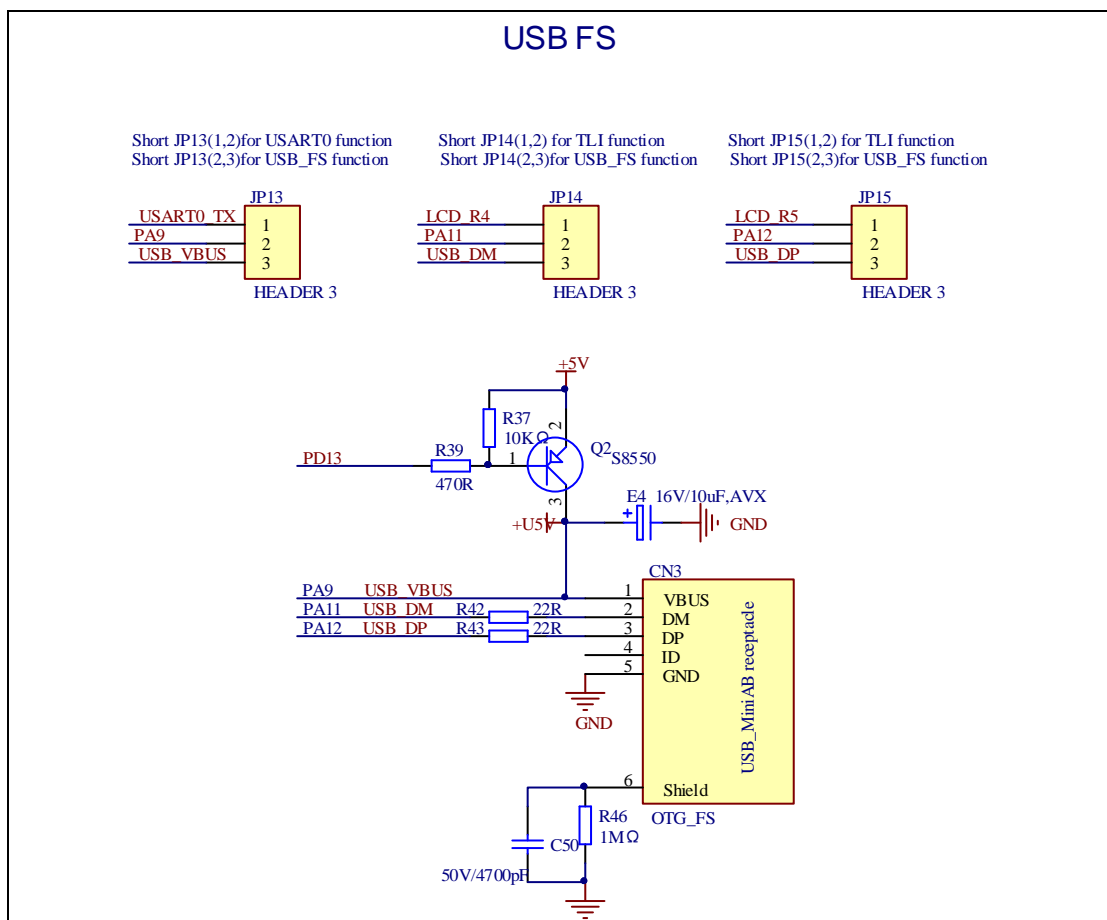 USB FS
Short JP13(1,2)for USART0 function
Short JP13(2,3)for USB_FS function
Short JP14(1,2) for TLI function
Short JP14(2,3)for USB_FS function
Short JP15(1,2) for TLI function
Short JP15(2,3)for USB_FS function
JP13
USART0_TX 1
PA9 2
USB_VBUS 3
HEADER 3
JP14
LCD_R4 1
PA11 2
USB_DM 3
HEADER 3
JP15
LCD_R5 1
PA12 2
USB_DP 3
HEADER 3
+5V
R37
10KΩ
2
PD13
R39
470R
1
Q2 S8550
3
+U5V
E4 16V/10uF,AVX
GND
CN3
PA9 USB_VBUS 1 VBUS
PA11 USB_DM R42 22R 2 DM
PA12 USB_DP R43 22R 3 DP
4 ID
5 GND
GND
USB_MiniAB receptacle
6 Shield
OTG_FS
R46
1MΩ
C50
50V/4700pF